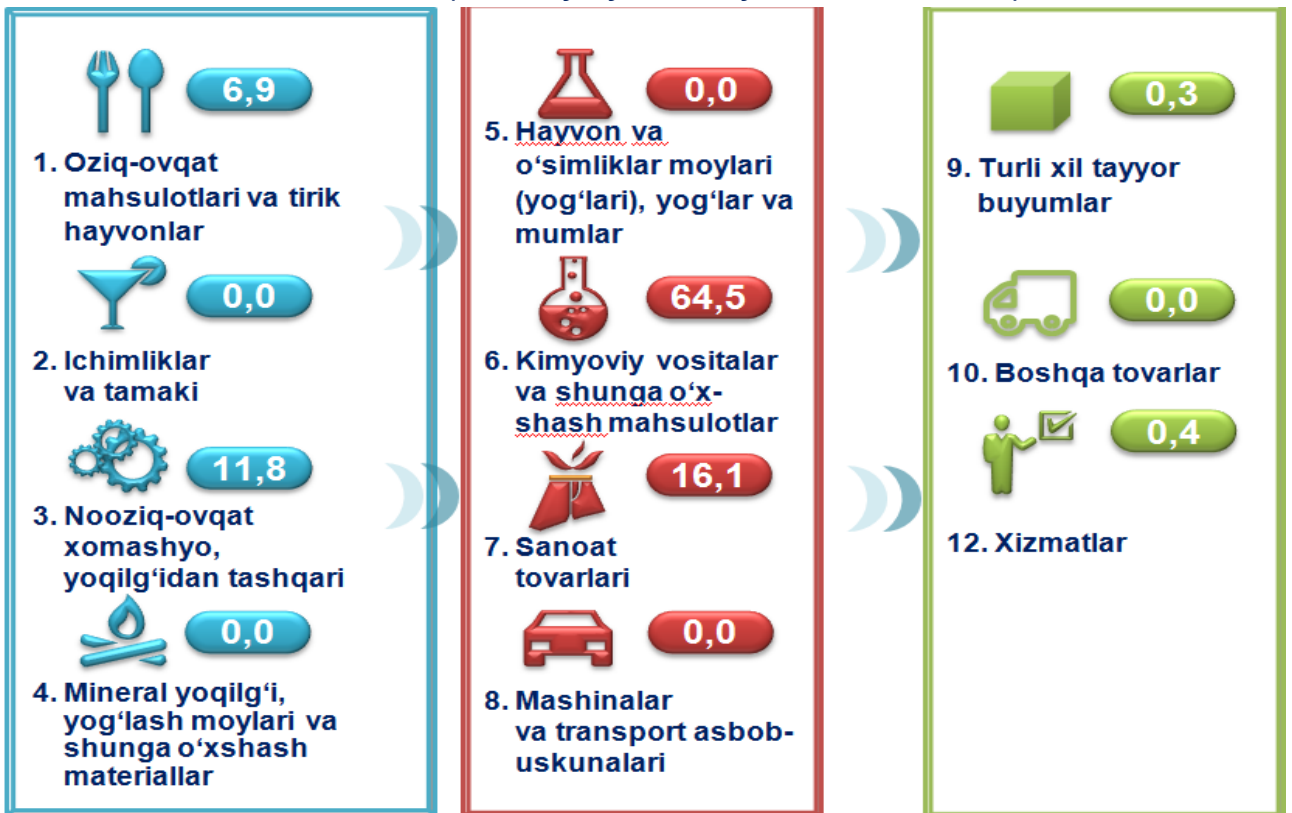 6,9
1. Oziq-ovqat
mahsulotlari va tirik
hayvonlar
0,0
2. Ichimliklar
va tamaki
11,8
3. Nooziq-ovqat
xomashyo,
yoqilg‘idan tashqari
0,0
4. Mineral yoqilg‘i,
yog‘lash moylari va
shunga o‘xshash
materiallar
0,0
5. Hayvon va
o‘simliklar moylari
(yog‘lari), yog‘lar va
mumlar
64,5
6. Kimyoviy vositalar
va shunga o‘x-
shash mahsulotlar
16,1
7. Sanoat
tovarlari
0,0
8. Mashinalar
va transport asbob-
uskunalari
0,3
9. Turli xil tayyor
buyumlar
0,0
10. Boshqa tovarlar
0,4
12. Xizmatlar